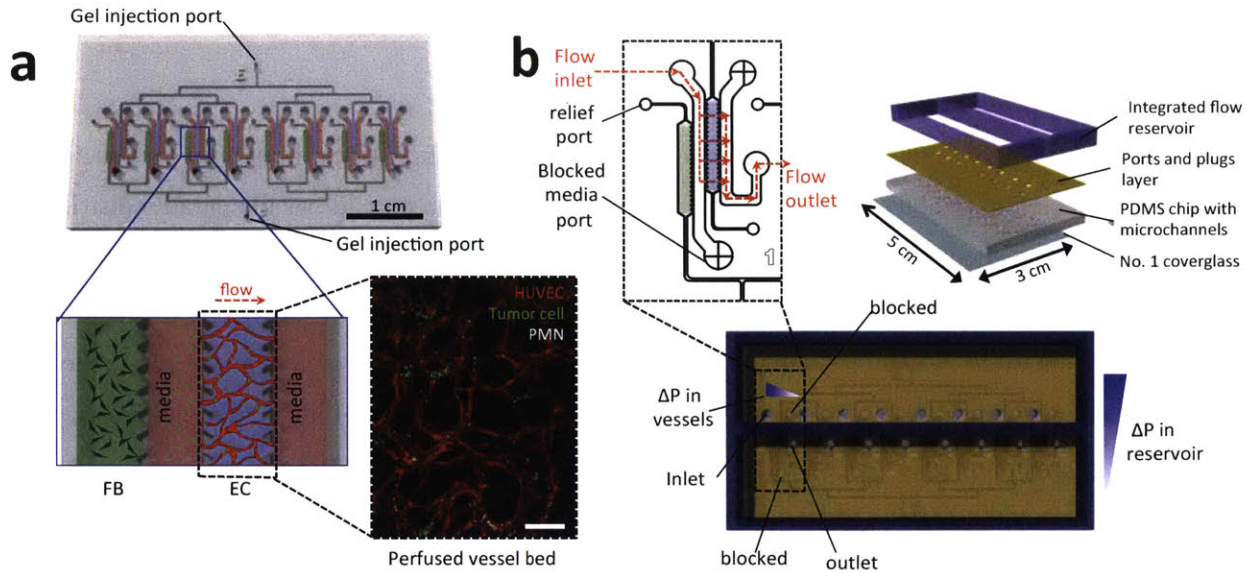 a
Gel injection port
1 cm
Gel injection port
flow
media
media
FB
EC
HUVEC
Tumor cell
PMN
Perfused vessel bed
b
Flow
inlet
relief
port
Blocked
media
port
Flow
outlet
1
Integrated flow
reservoir
Ports and plugs
layer
PDMS chip with
microchannels
No. 1 coverglass
5 cm
3 cm
blocked
ΔP in
vessels
Inlet
ΔP in
reservoir
blocked
outlet